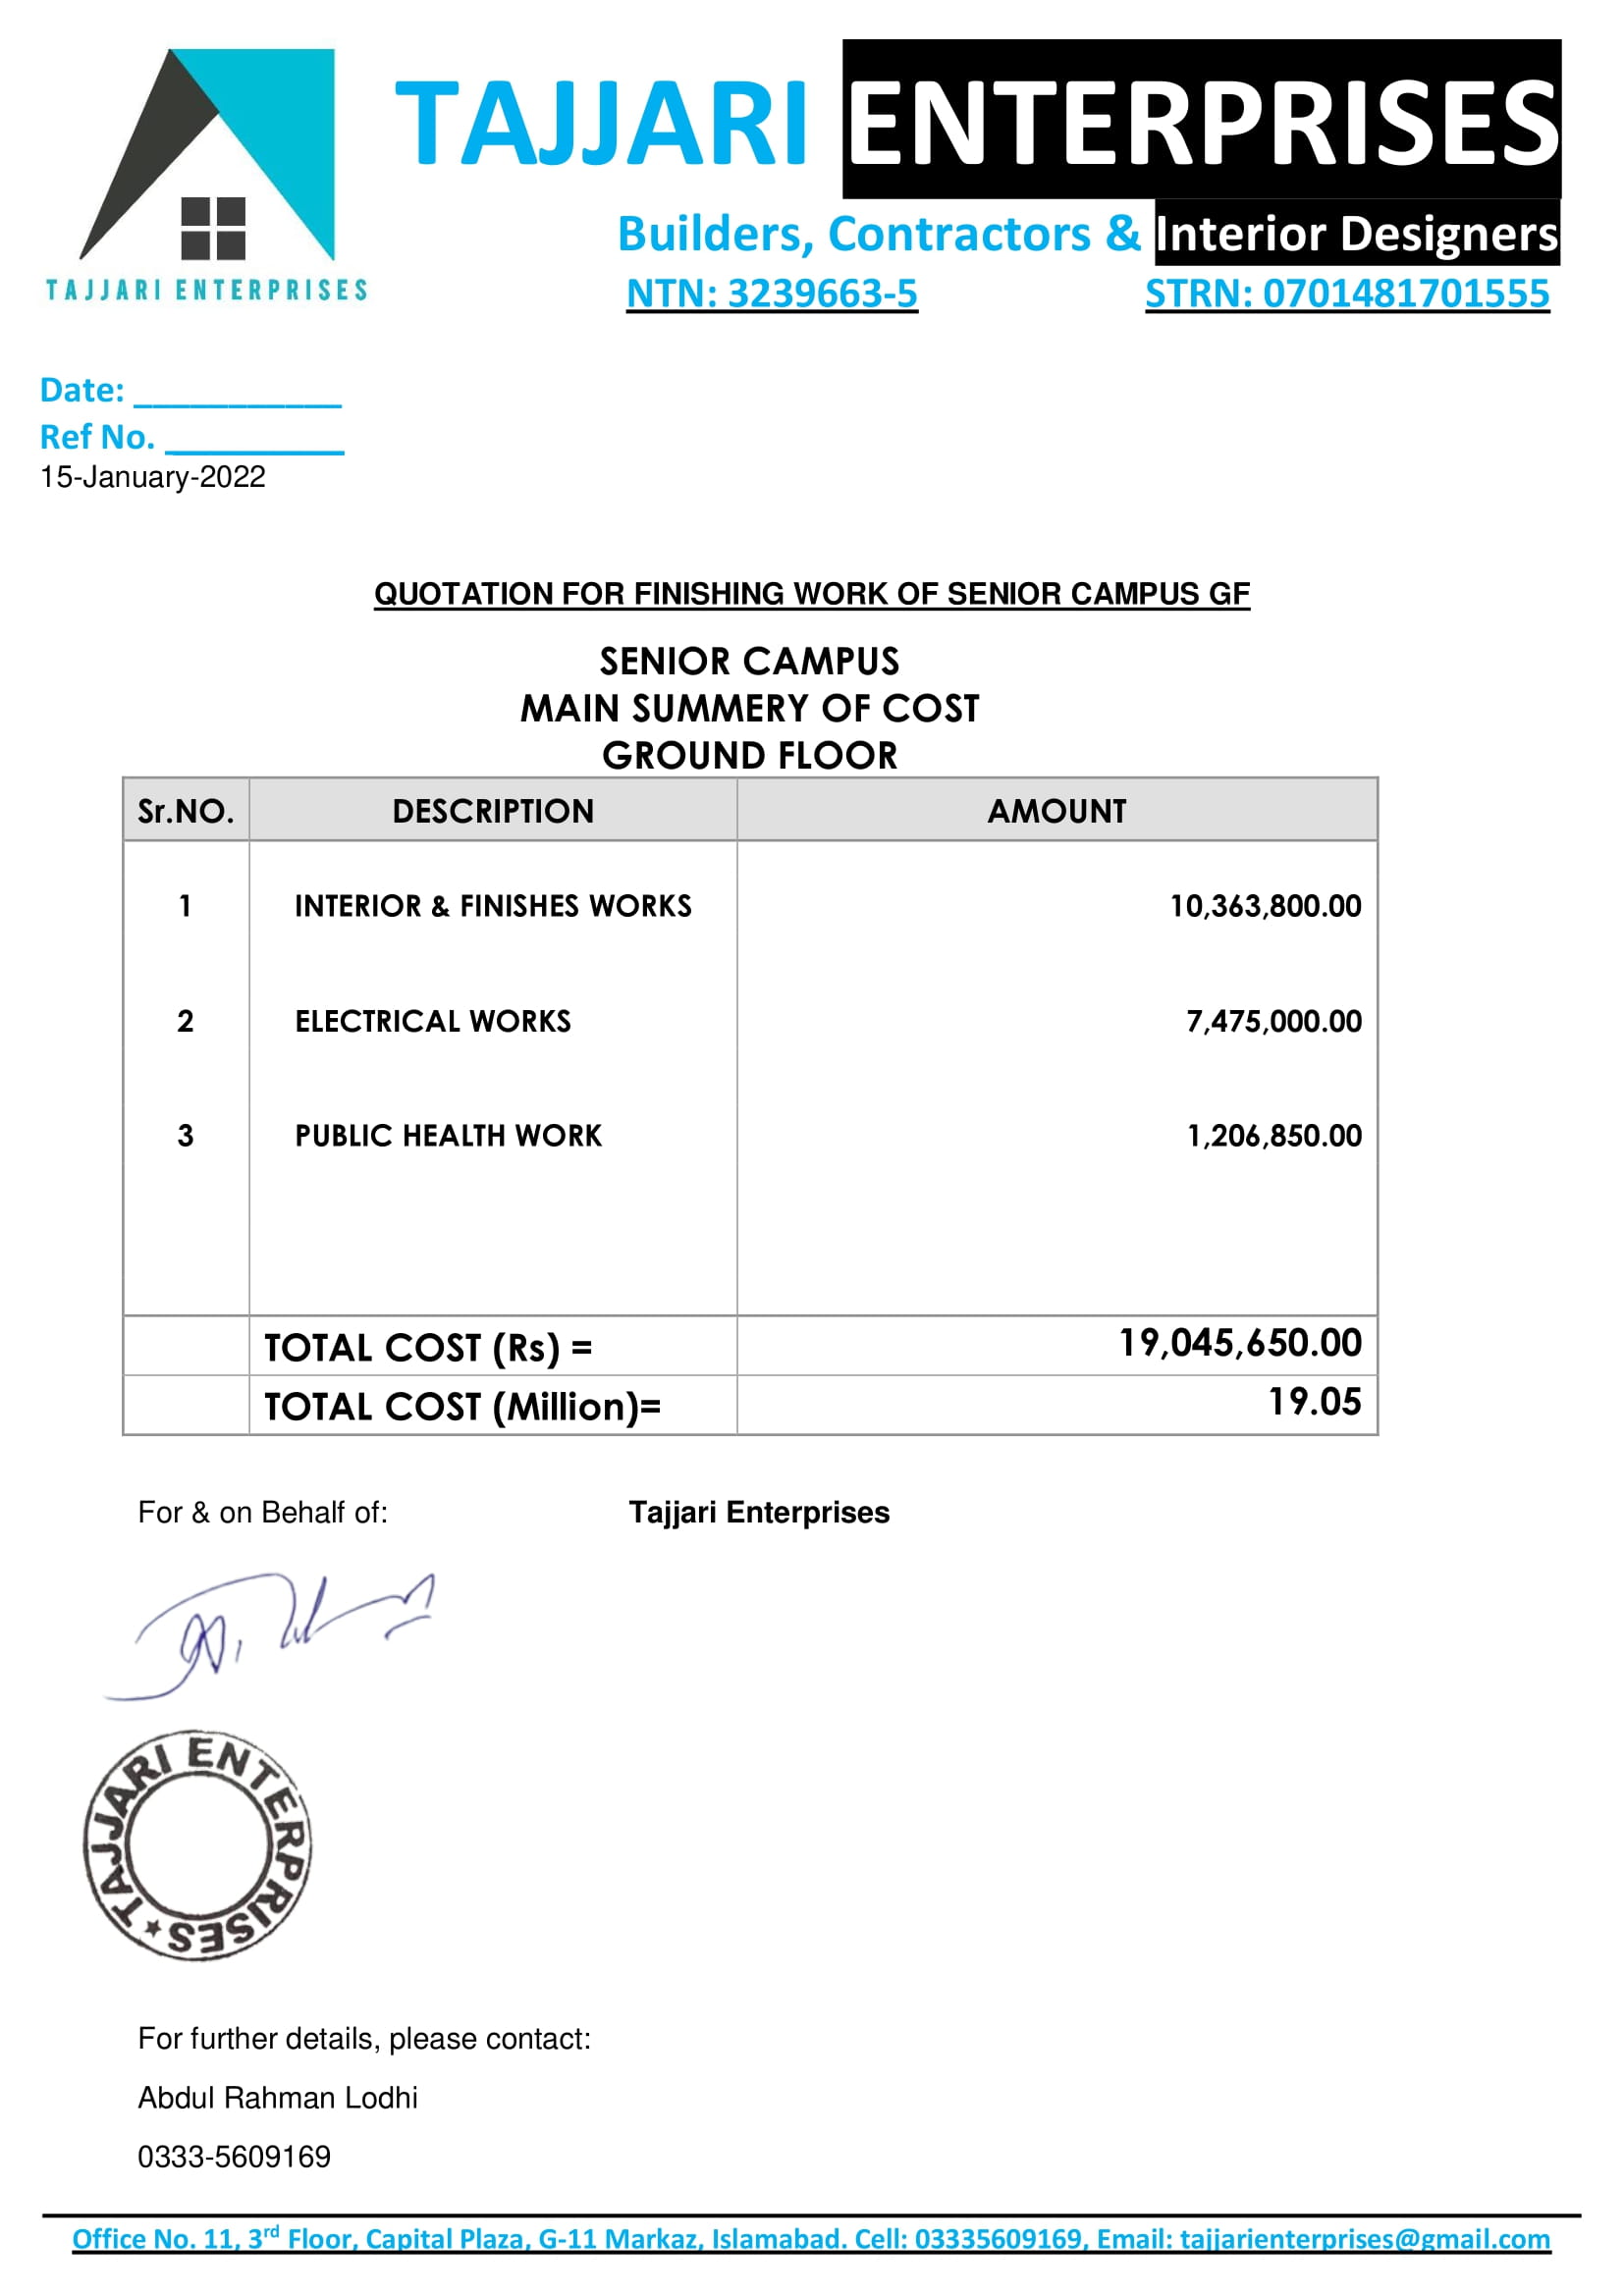 TAJJARI ENTERPRISES
TAJJARI ENTERPRISES
Builders, Contractors & Interior Designers
NTN: 3239663-5 STRN: 0701481701555
Date: ____________
Ref No. __________
15-January-2022
QUOTATION FOR FINISHING WORK OF SENIOR CAMPUS GF
SENIOR CAMPUS
MAIN SUMMERY OF COST
GROUND FLOOR
Sr.NO. DESCRIPTION AMOUNT
1 INTERIOR & FINISHES WORKS 10,363,800.00
2 ELECTRICAL WORKS 7,475,000.00
3 PUBLIC HEALTH WORK 1,206,850.00
TOTAL COST (Rs) = 19,045,650.00
TOTAL COST (Million)= 19.05
For & on Behalf of: Tajjari Enterprises
TAJJARI ENTERPRISES
For further details, please contact:
Abdul Rahman Lodhi
0333-5609169
Office No. 11, 3rd Floor, Capital Plaza, G-11 Markaz, Islamabad. Cell: 03335609169, Email: tajjarienterprises@gmail.com